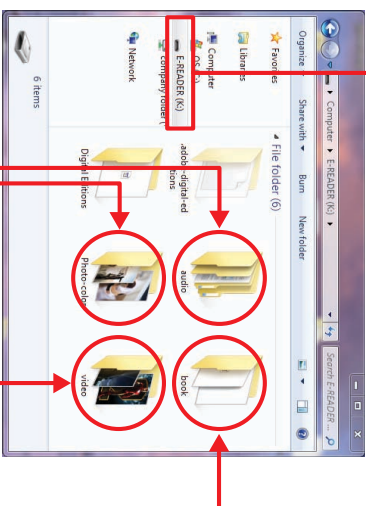 Computer ▸ E-READER (K:) ▸
Search E-READER ...
Organize
Share with
Burn
New folder
Favorites
Libraries
Computer
OS (C:)
E-READER (K:)
company folder (
Network
File folder (6)
.adobe-digital-ed
itions
audio
book
Digital Editions
Photo-color
video
6 items